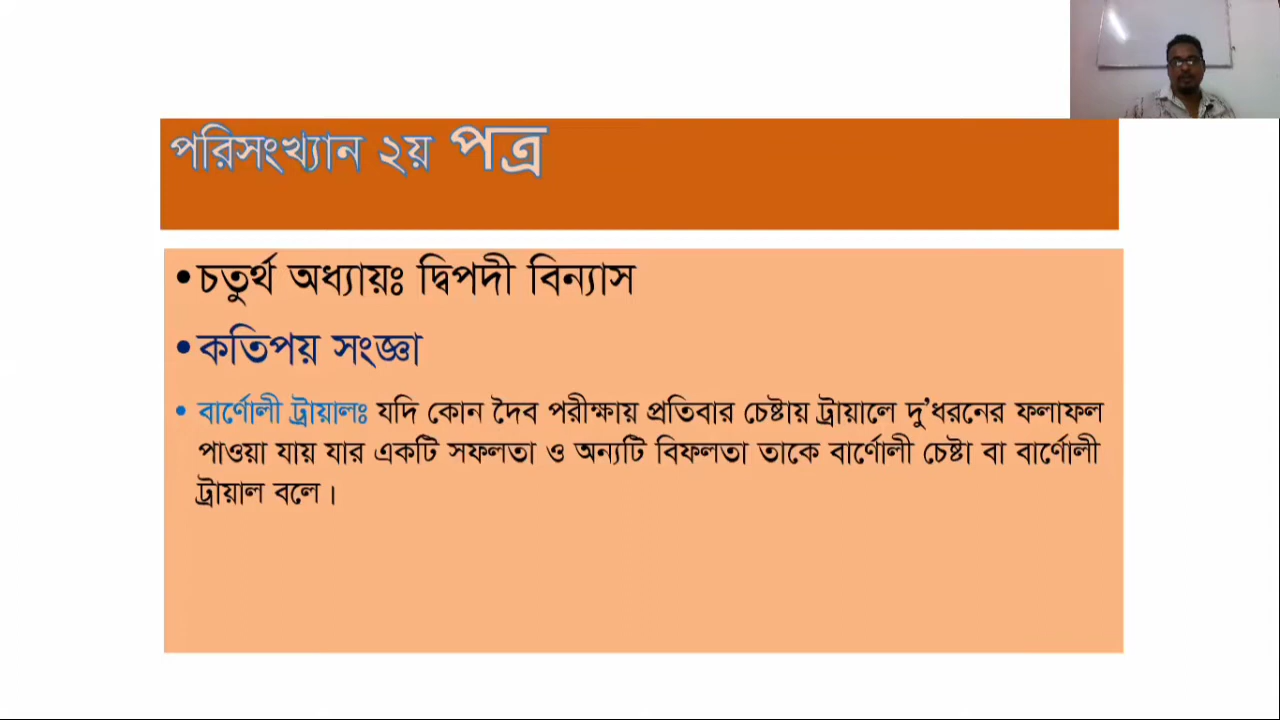 পরিসংখ্যান ২য় পত্র
•চতুর্থ অধ্যায়ঃ দ্বিপদী বিন্যাস
•কতিপয় সংজ্ঞা
• বার্ণোলী ট্রায়ালঃ যদি কোন দৈব পরীক্ষায় প্রতিবার চেষ্টায় ট্রায়ালে দু’ধরনের ফলাফল
পাওয়া যায় যার একটি সফলতা ও অন্যটি বিফলতা তাকে বার্ণোলী চেষ্টা বা বার্ণোলী
ট্রায়াল বলে।